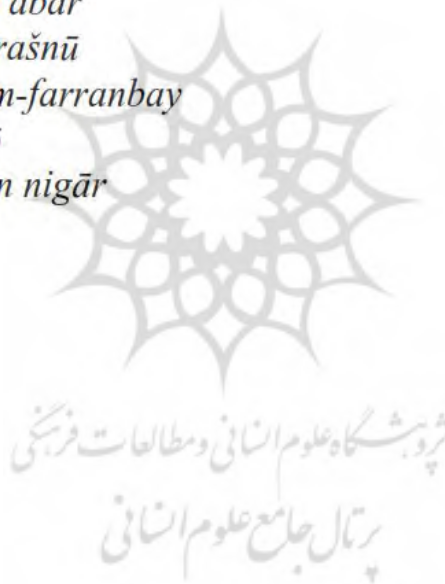 abar
rašnū
-farranbay
n nigār
پژوهشگاه علوم انسانی و مطالعات فرهنگی
پرتال جامع علوم انسانی